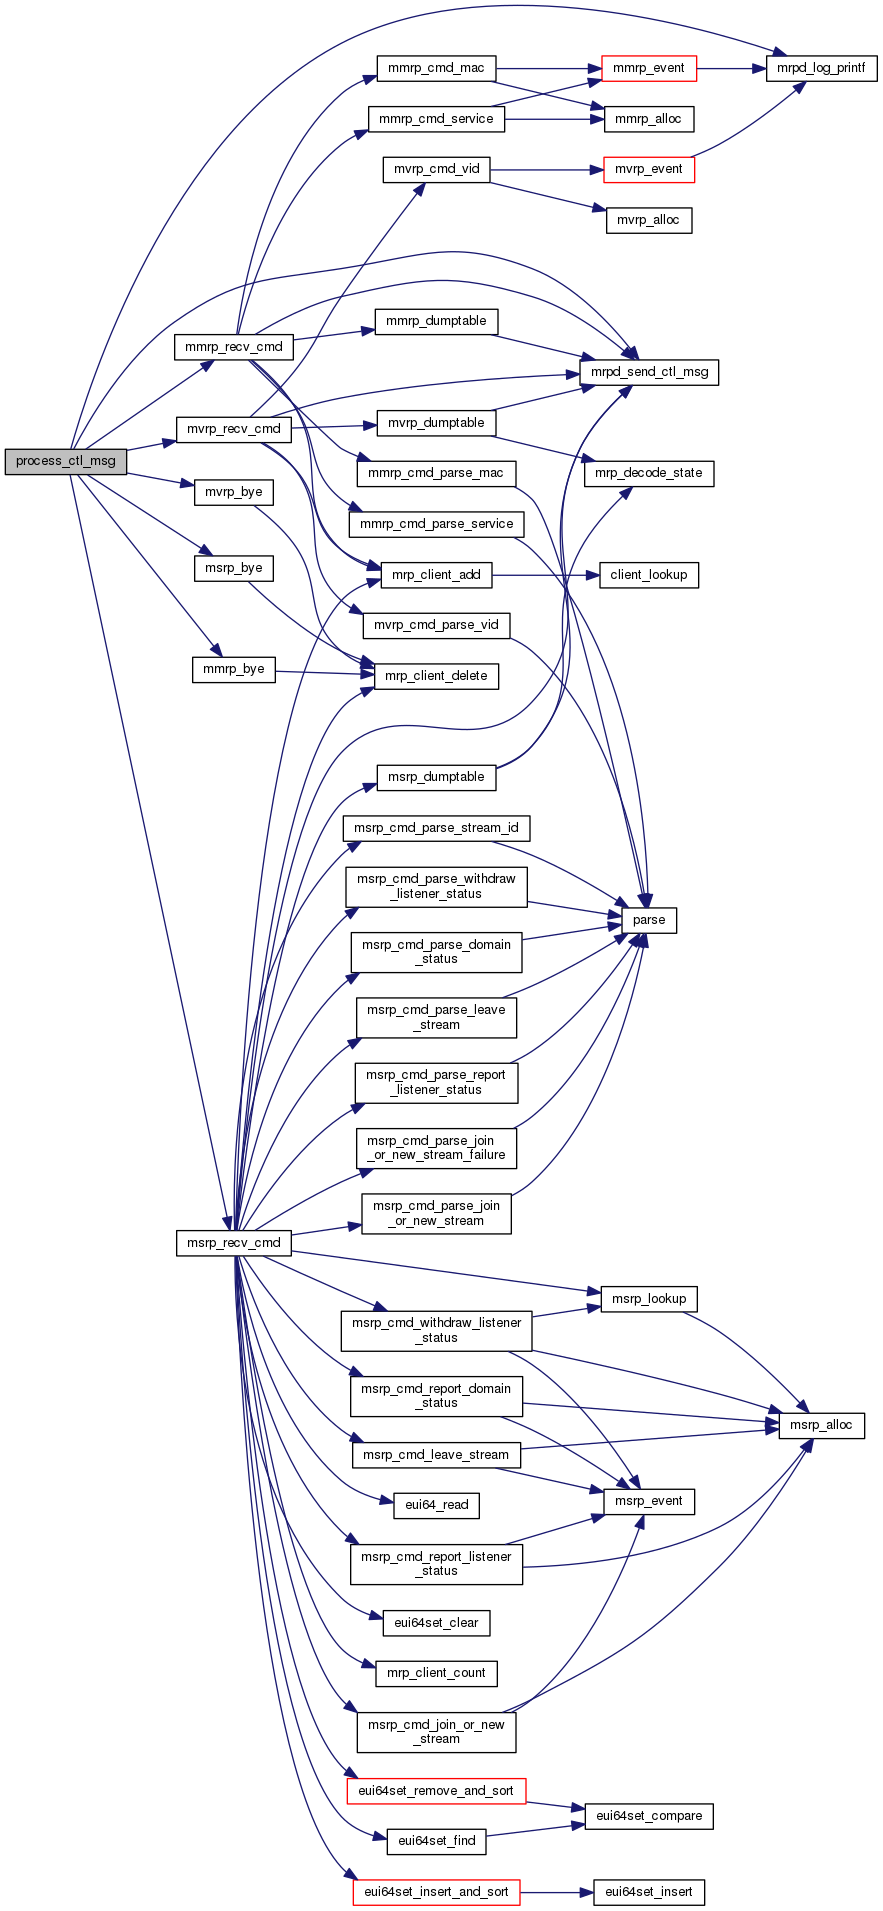 mmrp_cmd_mac
mmrp_event
mrpd_log_printf
mmrp_cmd_service
mmrp_alloc
mvrp_cmd_vid
mvrp_event
mvrp_alloc
mmrp_dumptable
mmrp_recv_cmd
mrpd_send_ctl_msg
mvrp_recv_cmd
mvrp_dumptable
process_ctl_msg
mmrp_cmd_parse_mac
mrp_decode_state
mvrp_bye
mmrp_cmd_parse_service
msrp_bye
mrp_client_add
client_lookup
mvrp_cmd_parse_vid
mmrp_bye
mrp_client_delete
msrp_dumptable
msrp_cmd_parse_stream_id
msrp_cmd_parse_withdraw
_listener_status
parse
msrp_cmd_parse_domain
_status
msrp_cmd_parse_leave
_stream
msrp_cmd_parse_report
_listener_status
msrp_cmd_parse_join
_or_new_stream_failure
msrp_cmd_parse_join
_or_new_stream
msrp_recv_cmd
msrp_lookup
msrp_cmd_withdraw_listener
_status
msrp_cmd_report_domain
_status
msrp_alloc
msrp_cmd_leave_stream
msrp_event
eui64_read
msrp_cmd_report_listener
_status
eui64set_clear
mrp_client_count
msrp_cmd_join_or_new
_stream
eui64set_remove_and_sort
eui64set_compare
eui64set_find
eui64set_insert_and_sort
eui64set_insert